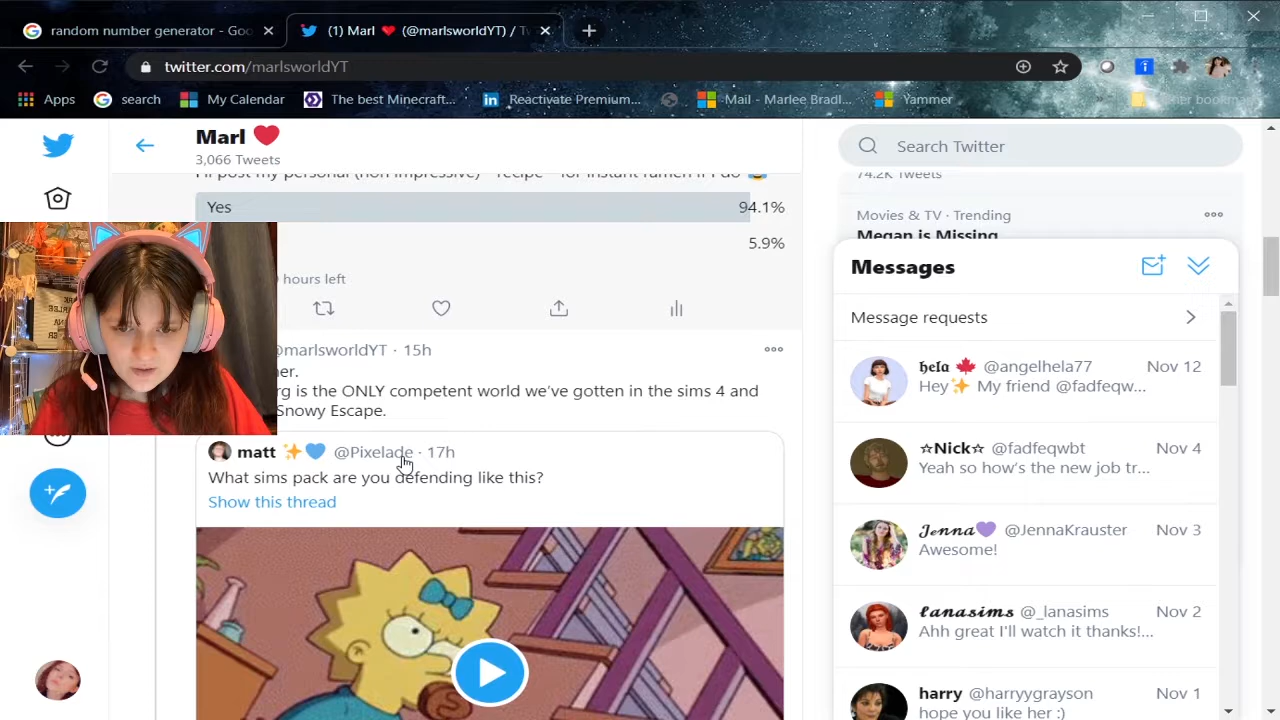 random number generator - Goo
(1) Marl ❤ (@marlsworldYT) / Tw
twitter.com/marlsworldYT
Apps
search
My Calendar
The best Minecraft...
Reactivate Premium...
Mail - Marlee Bradl...
Yammer
Other bookmar
Marl ❤
3,066 Tweets
I'll post my personal (non impressive) "recipe" for instant ramen if I do
Yes 94.1%
5.9%
hours left
@marlsworldYT · 15h
er.
rg is the ONLY competent world we've gotten in the sims 4 and
Snowy Escape.
matt ✨💙 @Pixelade · 17h
What sims pack are you defending like this?
Show this thread
Search Twitter
74.2K Tweets
Movies & TV · Trending
Megan is Missing
Messages
Message requests
𝖍𝖊𝖑𝖆 🍁 @angelhela77 Nov 12
Hey✨ My friend @fadfeqw...
☆Nick☆ @fadfeqwbt Nov 4
Yeah so how's the new job tr...
𝓙𝓮𝓷𝓷𝓪💜 @JennaKrauster Nov 3
Awesome!
𝓵𝓪𝓷𝓪𝓼𝓲𝓶𝓼 @_lanasims Nov 2
Ahh great I'll watch it thanks!...
harry @harryygrayson Nov 1
hope you like her :)